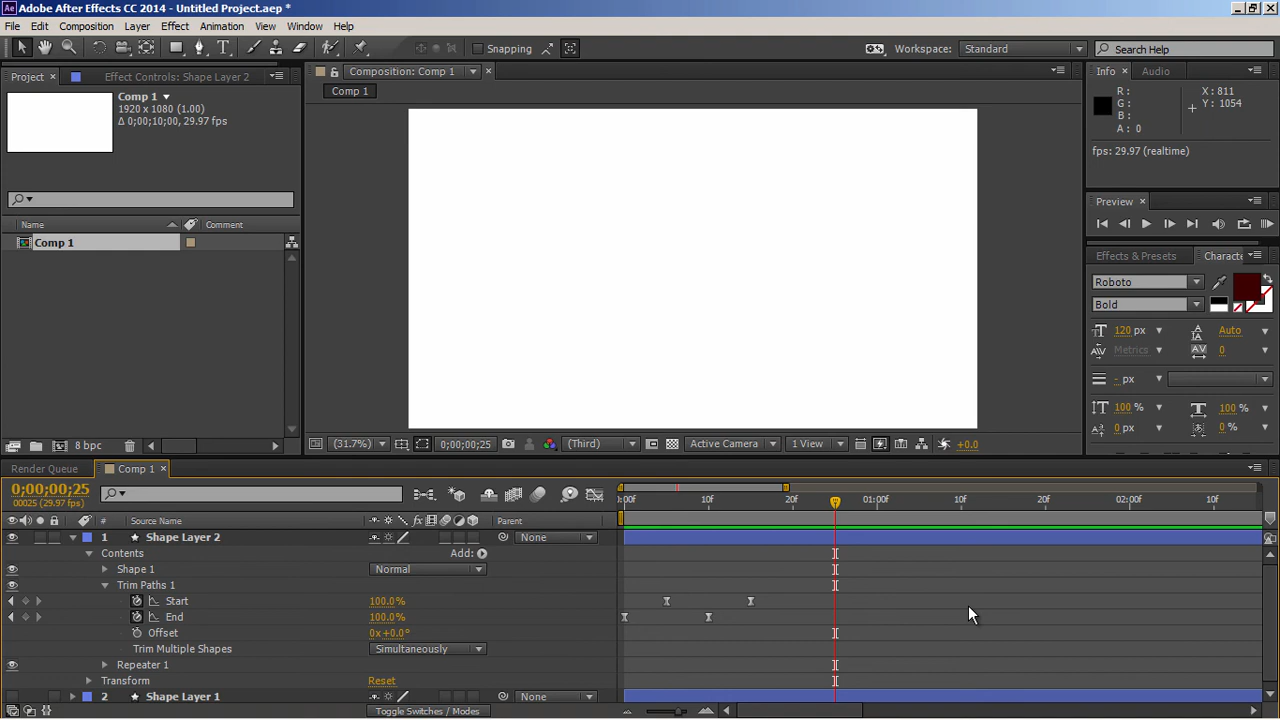 Adobe After Effects CC 2014 - Untitled Project.aep *
File Edit Composition Layer Effect Animation View Window Help
Snapping Workspace: Standard Search Help
Project Effect Controls: Shape Layer 2
Composition: Comp 1
Info Audio
Comp 1
1920 x 1080 (1.00)
Δ 0;00;10;00, 29.97 fps
Comp 1
R :
G :
B :
A : 0
X : 811
Y : 1054
fps: 29.97 (realtime)
Preview
Name Comment
Comp 1
Effects & Presets Characte
Roboto
Bold
120 px Auto
Metrics 0
- px
100 % 100 %
0 px 0 %
8 bpc
(31.7%) 0;00;00;25 (Third) Active Camera 1 View +0.0
Render Queue Comp 1
0;00;00;25
00025 (29.97 fps)
:00f 10f 20f 01:00f 10f 20f 02:00f 10f
# Source Name Parent
1 Shape Layer 2 None
Contents Add:
Shape 1 Normal
Trim Paths 1
Start 100.0%
End 100.0%
Offset 0x+0.0°
Trim Multiple Shapes Simultaneously
Repeater 1
Transform Reset
2 Shape Layer 1 None
Toggle Switches / Modes